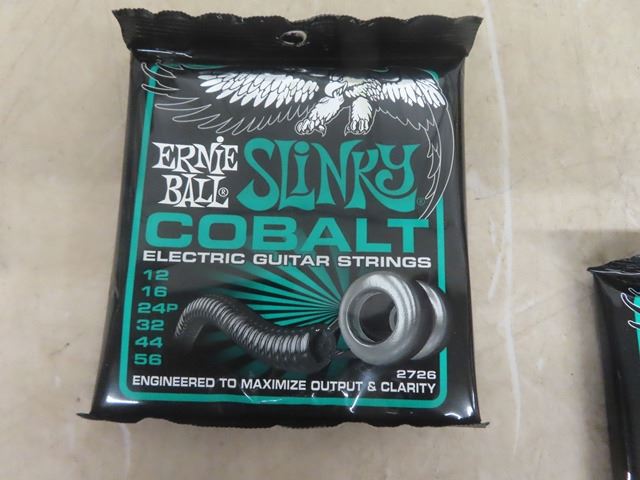 ERNIE BALL®
SLINKY®
COBALT
ELECTRIC GUITAR STRINGS
12
16
24P
32
44
56
2726
ENGINEERED TO MAXIMIZE OUTPUT & CLARITY